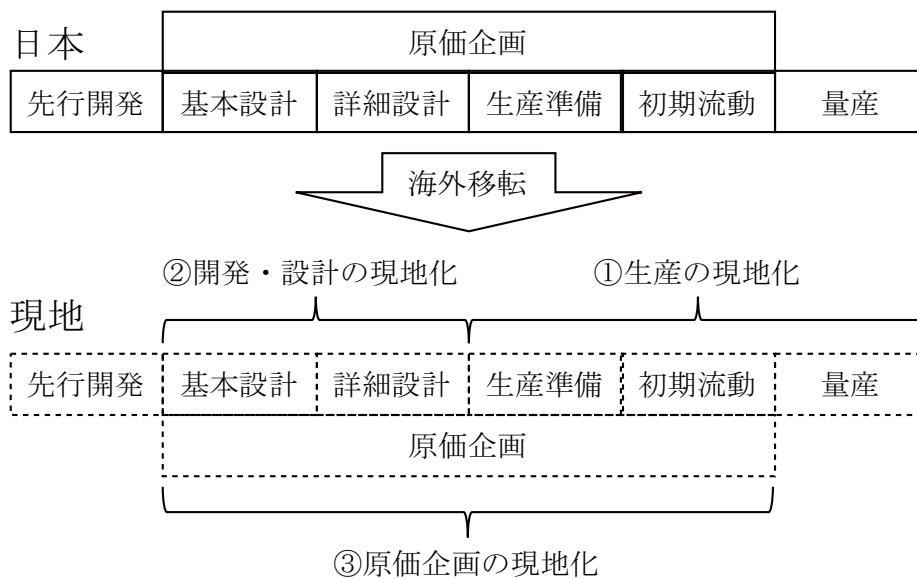 日本
原価企画
先行開発 基本設計 詳細設計 生産準備 初期流動 量産
海外移転
②開発・設計の現地化 ①生産の現地化
現地
先行開発 基本設計 詳細設計 生産準備 初期流動 量産
原価企画
③原価企画の現地化